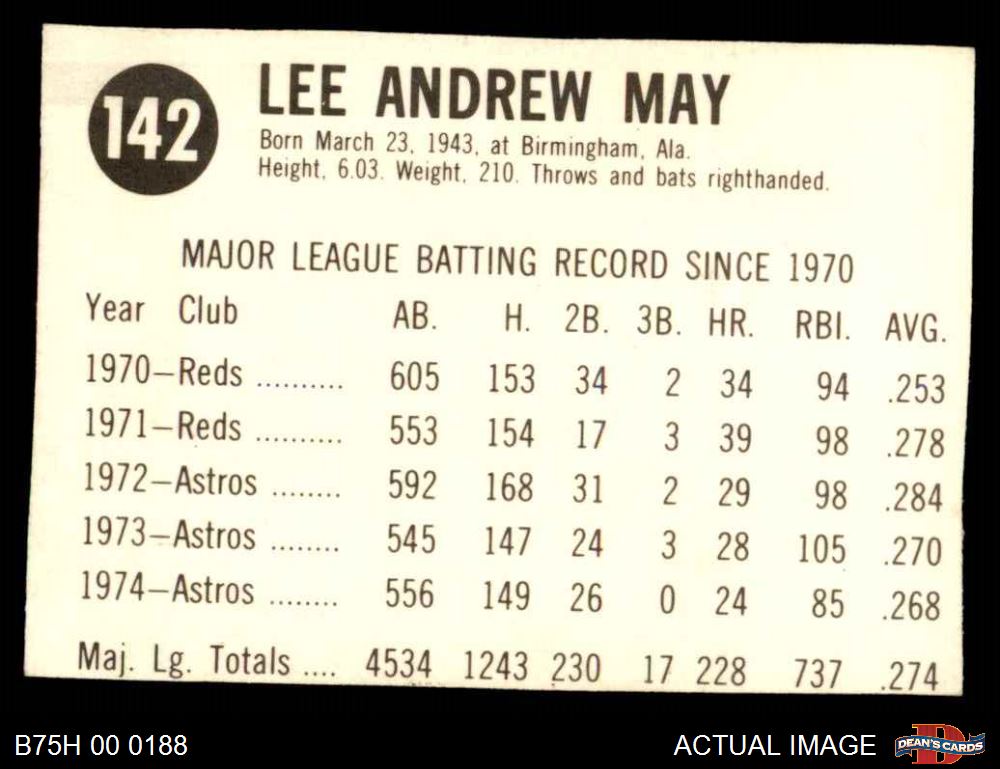 142
LEE ANDREW MAY
Born March 23, 1943, at Birmingham, Ala.
Height, 6.03. Weight, 210. Throws and bats righthanded.
MAJOR LEAGUE BATTING RECORD SINCE 1970
Year Club AB. H. 2B. 3B. HR. RBI. AVG.
1970—Reds .......... 605 153 34 2 34 94 .253
1971—Reds .......... 553 154 17 3 39 98 .278
1972—Astros ........ 592 168 31 2 29 98 .284
1973—Astros ........ 545 147 24 3 28 105 .270
1974—Astros ........ 556 149 26 0 24 85 .268
Maj. Lg. Totals .... 4534 1243 230 17 228 737 .274
B75H 00 0188
ACTUAL IMAGE
D
DEAN'S CARDS